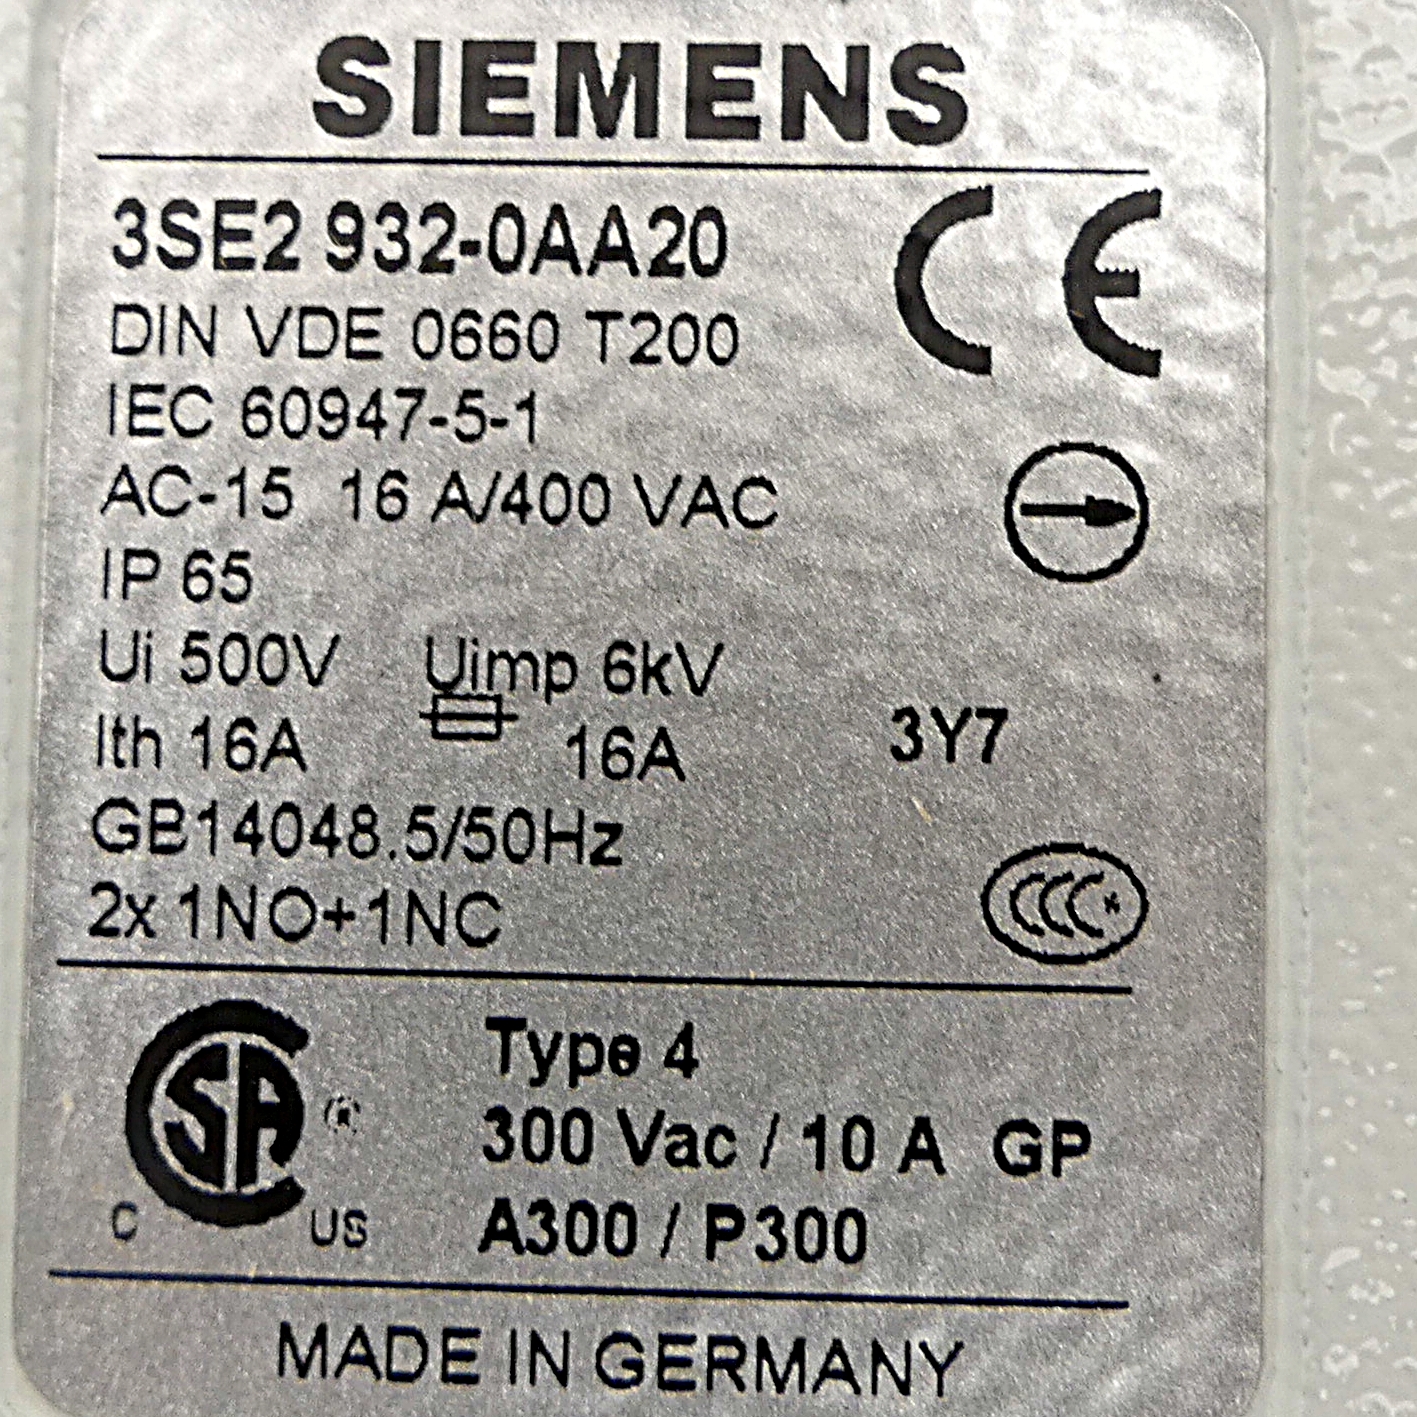 SIEMENS
3SE2 932-0AA20
CE
DIN VDE 0660 T200
IEC 60947-5-1
AC-15 16 A/400 VAC
IP 65
Ui 500V Uimp 6kV
Ith 16A 16A 3Y7
GB14048.5/50Hz
2x 1NO+1NC
CCC
Type 4
CSA ®
300 Vac / 10 A GP
C US A300 / P300
MADE IN GERMANY